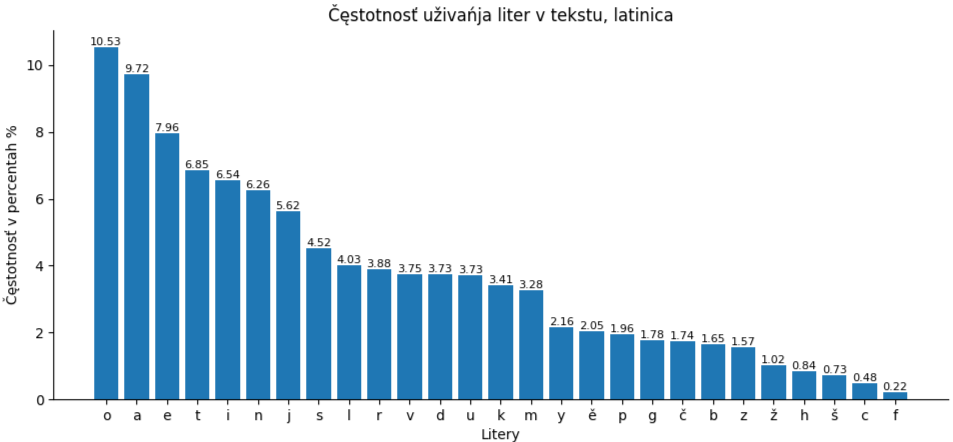 Čęstotnosť uživańja liter v tekstu, latinica
Čęstotnosť v percentah %
10
8
6
4
2
0
10.53 9.72 7.96 6.85 6.54 6.26 5.62 4.52 4.03 3.88 3.75 3.73 3.73 3.41 3.28 2.16 2.05 1.96 1.78 1.74 1.65 1.57 1.02 0.84 0.73 0.48 0.22
o a e t i n j s l r v d u k m y ě p g č b z ž h š c f
Litery